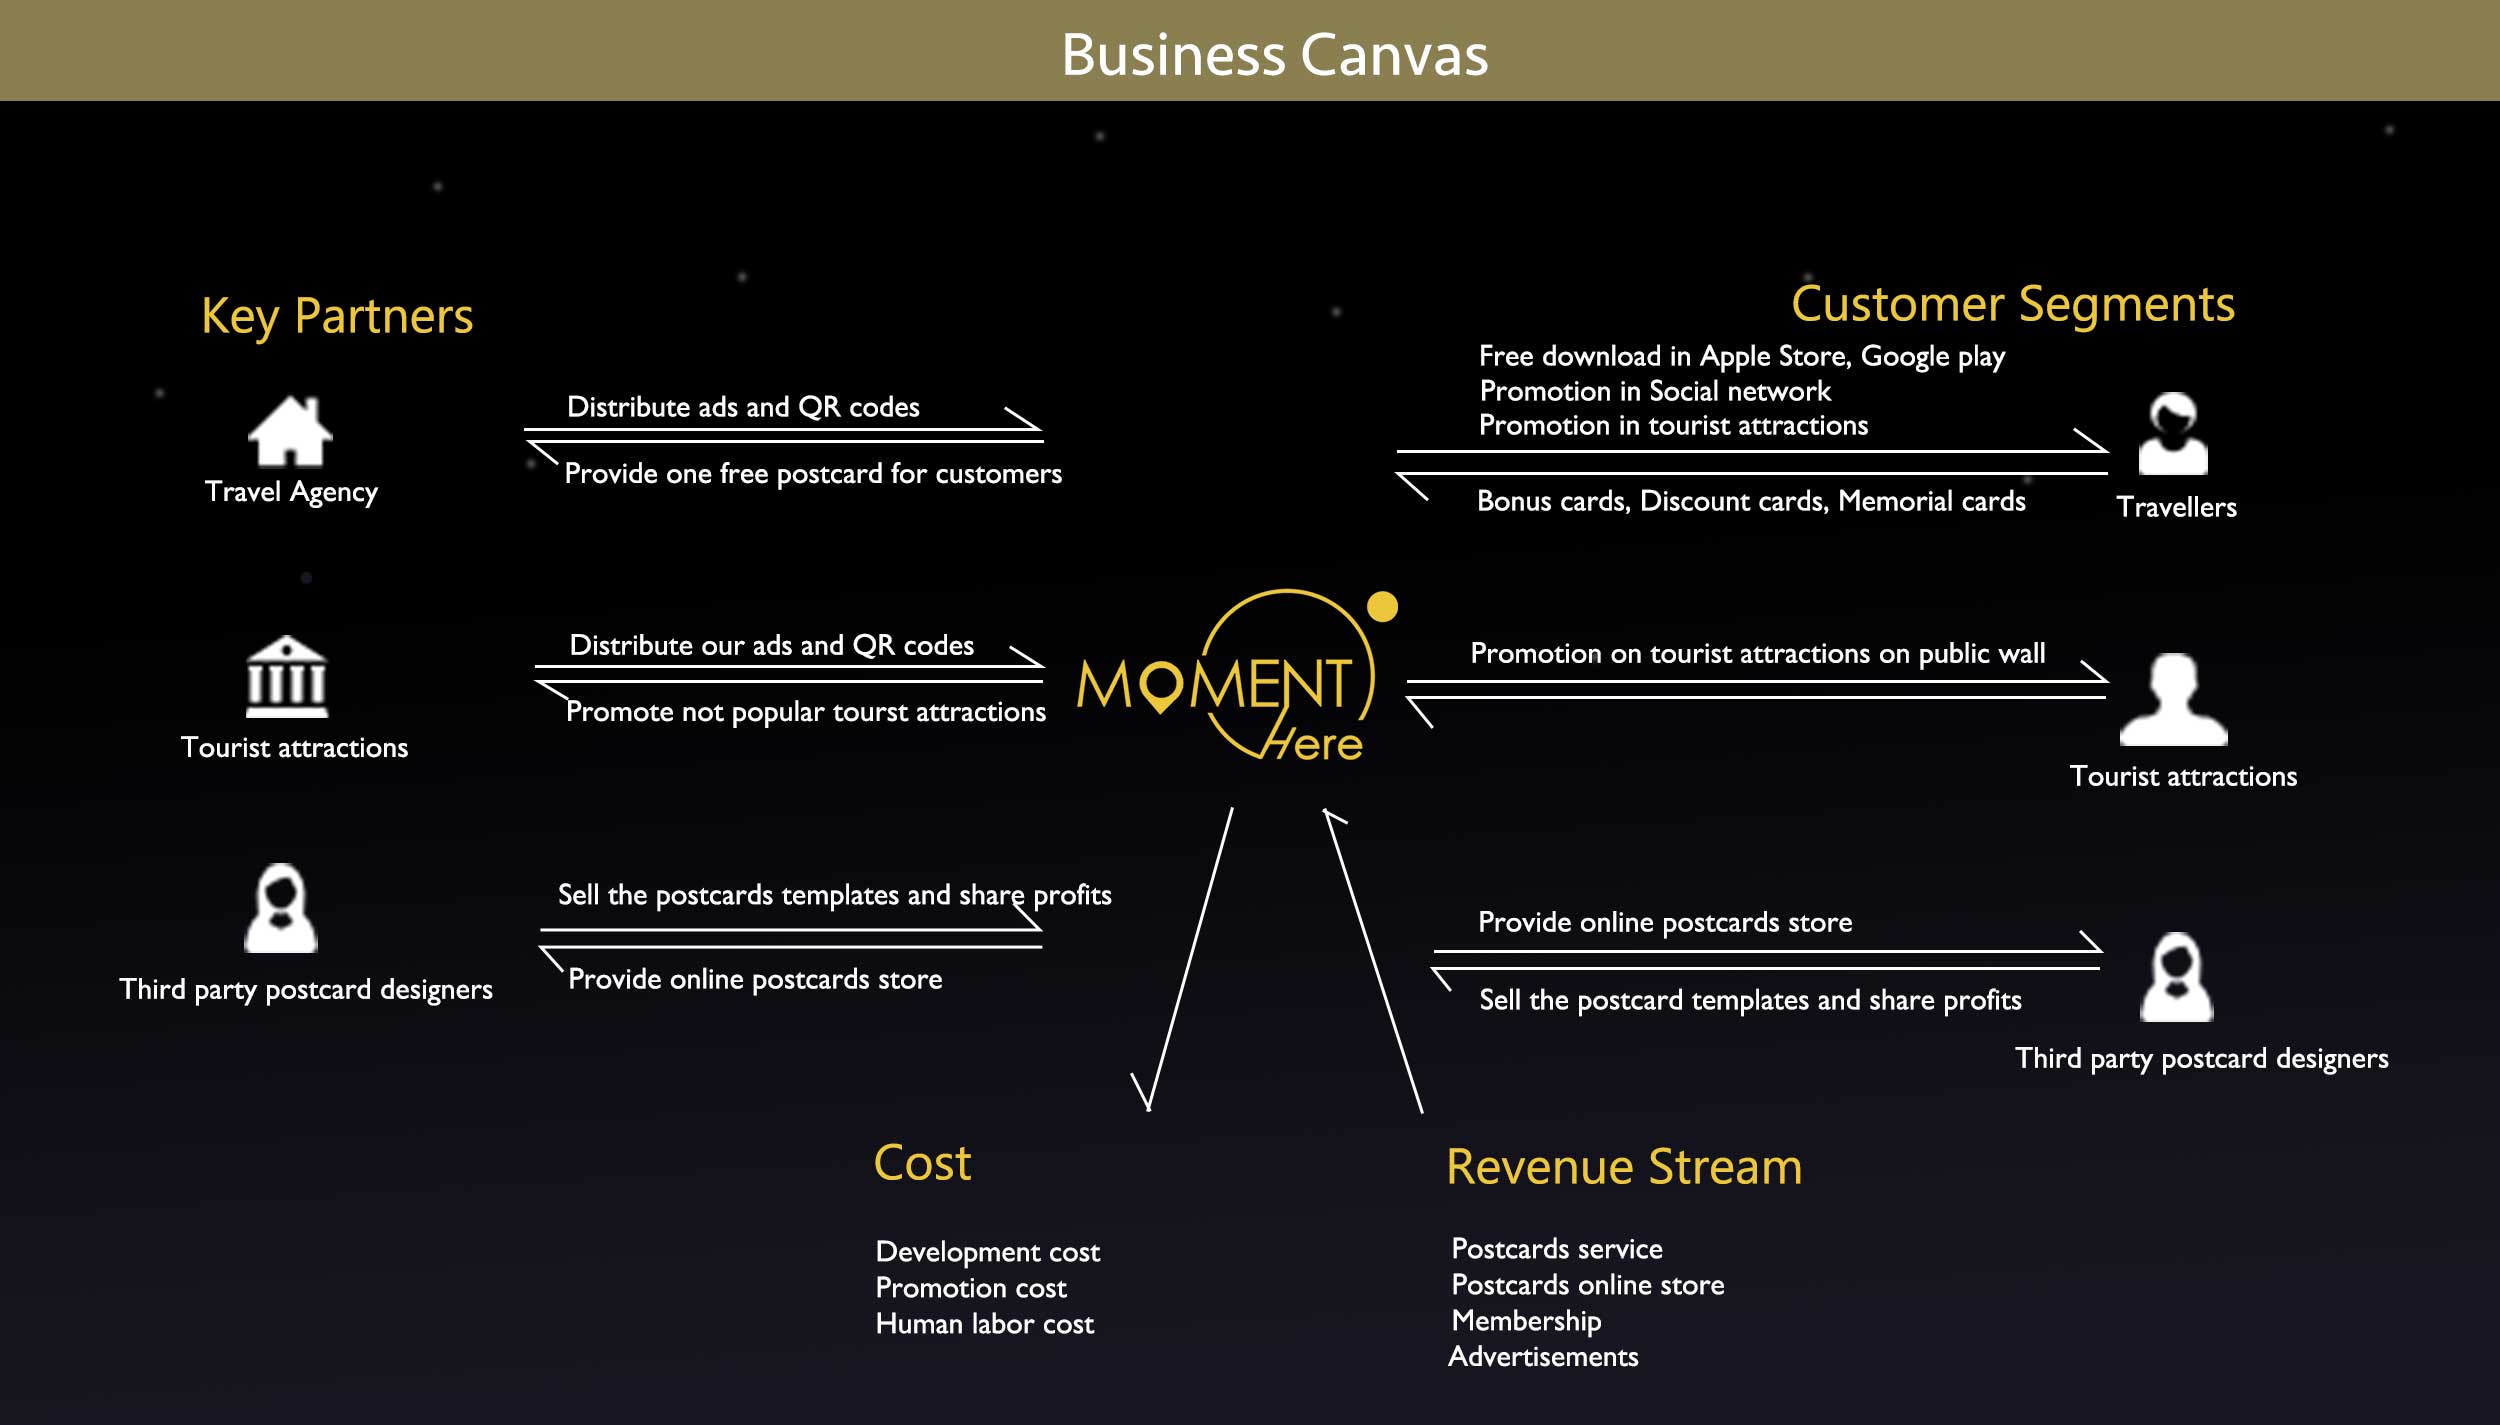 Business Canvas
Key Partners
Distribute ads and QR codes
Provide one free postcard for customers
Travel Agency
Distribute our ads and QR codes
Promote not popular tourst attractions
Tourist attractions
Sell the postcards templates and share profits
Provide online postcards store
Third party postcard designers
MOMENT
Here
Customer Segments
Free download in Apple Store, Google play
Promotion in Social network
Promotion in tourist attractions
Bonus cards, Discount cards, Memorial cards
Travellers
Promotion on tourist attractions on public wall
Tourist attractions
Provide online postcards store
Sell the postcard templates and share profits
Third party postcard designers
Cost
Development cost
Promotion cost
Human labor cost
Revenue Stream
Postcards service
Postcards online store
Membership
Advertisements